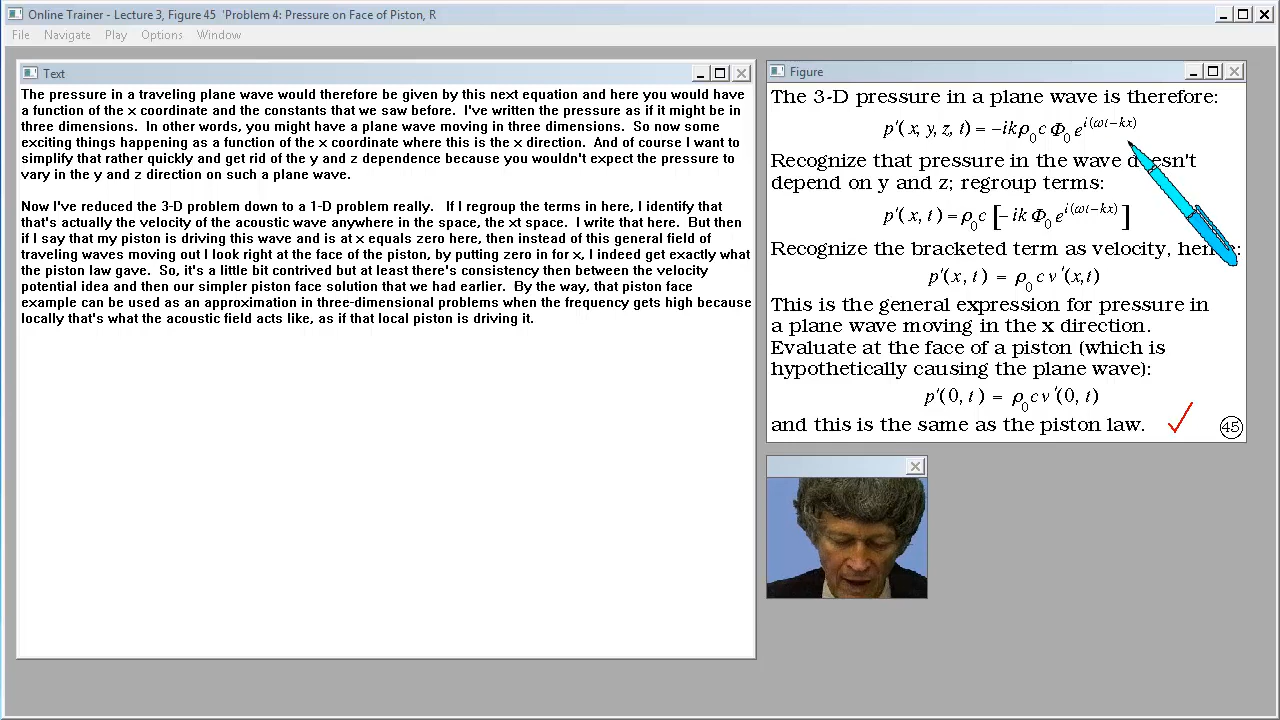 Online Trainer - Lecture 3, Figure 45 'Problem 4: Pressure on Face of Piston, R
File Navigate Play Options Window
Text
The pressure in a traveling plane wave would therefore be given by this next equation and here you would have
a function of the x coordinate and the constants that we saw before. I've written the pressure as if it might be in
three dimensions. In other words, you might have a plane wave moving in three dimensions. So now some
exciting things happening as a function of the x coordinate where this is the x direction. And of course I want to
simplify that rather quickly and get rid of the y and z dependence because you wouldn't expect the pressure to
vary in the y and z direction on such a plane wave.
Now I've reduced the 3-D problem down to a 1-D problem really. If I regroup the terms in here, I identify that
that's actually the velocity of the acoustic wave anywhere in the space, the xt space. I write that here. But then
if I say that my piston is driving this wave and is at x equals zero here, then instead of this general field of
traveling waves moving out I look right at the face of the piston, by putting zero in for x, I indeed get exactly what
the piston law gave. So, it's a little bit contrived but at least there's consistency then between the velocity
potential idea and then our simpler piston face solution that we had earlier. By the way, that piston face
example can be used as an approximation in three-dimensional problems when the frequency gets high because
locally that's what the acoustic field acts like, as if that local piston is driving it.
Figure
The 3-D pressure in a plane wave is therefore:
p′( x, y, z, t) = −ikρ₀c Φ₀ e^{i(ωt−kx)}
Recognize that pressure in the wave doesn't
depend on y and z; regroup terms:
p′( x, t) = ρ₀c [−ik Φ₀ e^{i(ωt−kx)}]
Recognize the bracketed term as velocity, hence:
p′(x, t) = ρ₀c v′(x,t)
This is the general expression for pressure in
a plane wave moving in the x direction.
Evaluate at the face of a piston (which is
hypothetically causing the plane wave):
p′(0, t) = ρ₀c v′(0, t)
and this is the same as the piston law.
45